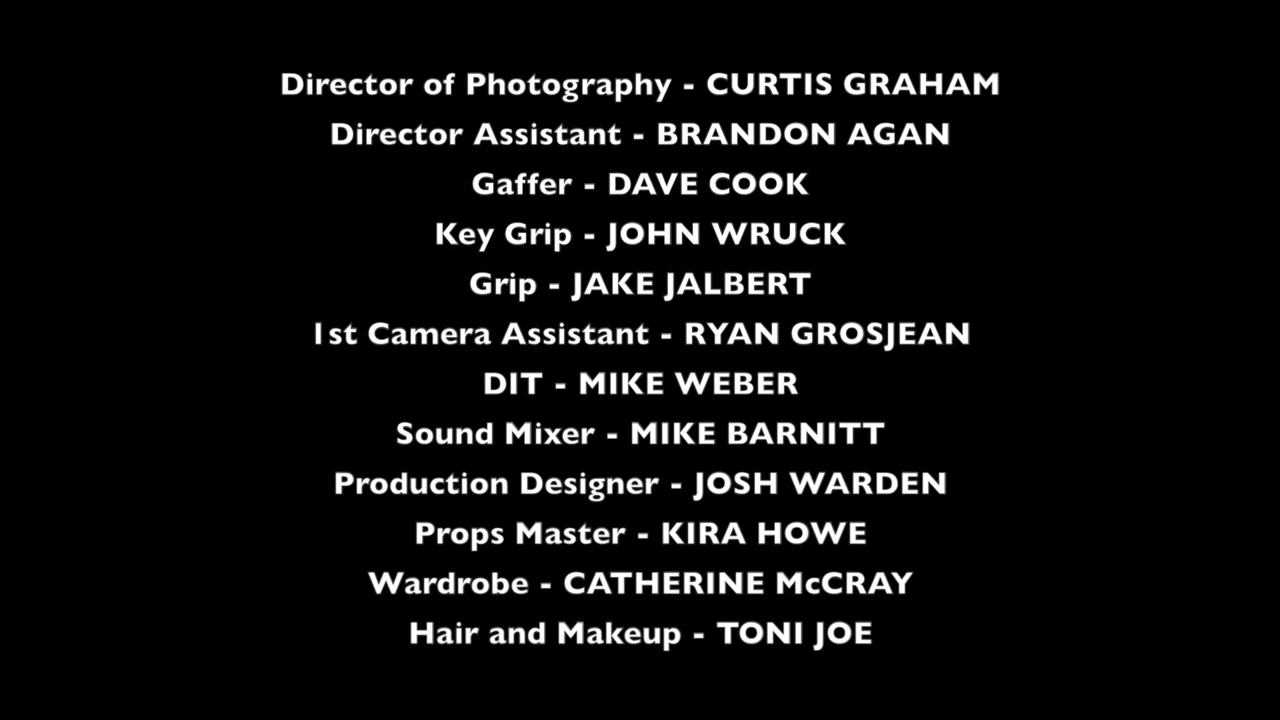 Director of Photography - CURTIS GRAHAM
Director Assistant - BRANDON AGAN
Gaffer - DAVE COOK
Key Grip - JOHN WRUCK
Grip - JAKE JALBERT
1st Camera Assistant - RYAN GROSJEAN
DIT - MIKE WEBER
Sound Mixer - MIKE BARNITT
Production Designer - JOSH WARDEN
Props Master - KIRA HOWE
Wardrobe - CATHERINE McCRAY
Hair and Makeup - TONI JOE